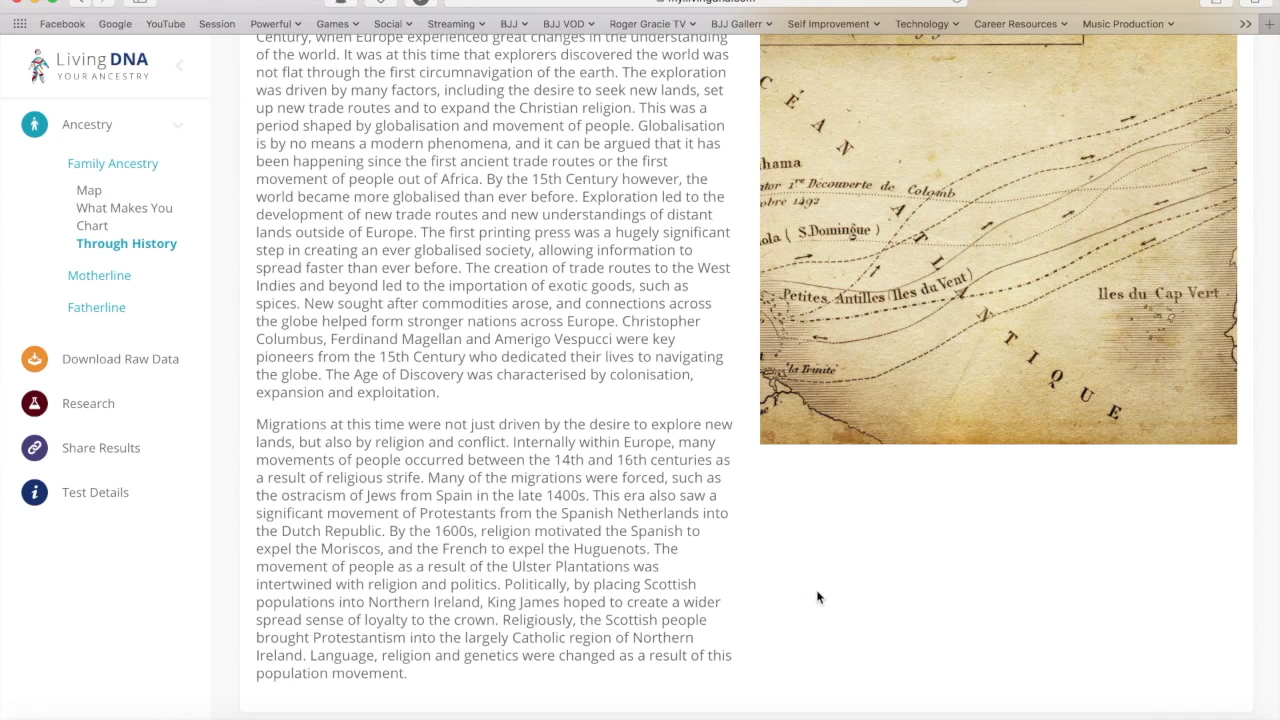 my.livingdna.com
Facebook Google YouTube Session Powerful Games Social Streaming BJJ BJJ VOD Roger Gracie TV BJJ Gallerr Self Improvement Technology Career Resources Music Production
Living DNA
YOUR ANCESTRY
Ancestry
Family Ancestry
Map
What Makes You
Chart
Through History
Motherline
Fatherline
Download Raw Data
Research
Share Results
Test Details
Century, when Europe experienced great changes in the understanding
of the world. It was at this time that explorers discovered the world was
not flat through the first circumnavigation of the earth. The exploration
was driven by many factors, including the desire to seek new lands, set
up new trade routes and to expand the Christian religion. This was a
period shaped by globalisation and movement of people. Globalisation
is by no means a modern phenomena, and it can be argued that it has
been happening since the first ancient trade routes or the first
movement of people out of Africa. By the 15th Century however, the
world became more globalised than ever before. Exploration led to the
development of new trade routes and new understandings of distant
lands outside of Europe. The first printing press was a hugely significant
step in creating an ever globalised society, allowing information to
spread faster than ever before. The creation of trade routes to the West
Indies and beyond led to the importation of exotic goods, such as
spices. New sought after commodities arose, and connections across
the globe helped form stronger nations across Europe. Christopher
Columbus, Ferdinand Magellan and Amerigo Vespucci were key
pioneers from the 15th Century who dedicated their lives to navigating
the globe. The Age of Discovery was characterised by colonisation,
expansion and exploitation.
Migrations at this time were not just driven by the desire to explore new
lands, but also by religion and conflict. Internally within Europe, many
movements of people occurred between the 14th and 16th centuries as
a result of religious strife. Many of the migrations were forced, such as
the ostracism of Jews from Spain in the late 1400s. This era also saw a
significant movement of Protestants from the Spanish Netherlands into
the Dutch Republic. By the 1600s, religion motivated the Spanish to
expel the Moriscos, and the French to expel the Huguenots. The
movement of people as a result of the Ulster Plantations was
intertwined with religion and politics. Politically, by placing Scottish
populations into Northern Ireland, King James hoped to create a wider
spread sense of loyalty to the crown. Religiously, the Scottish people
brought Protestantism into the largely Catholic region of Northern
Ireland. Language, religion and genetics were changed as a result of this
population movement.
CÉAN ATLANTIQUE
hama
ator 1re Decouverte de Colomb
obre 1492
ola ( S. Domingue )
Petites Antilles (Iles du Vent)
Iles du Cap Vert
la Trinité